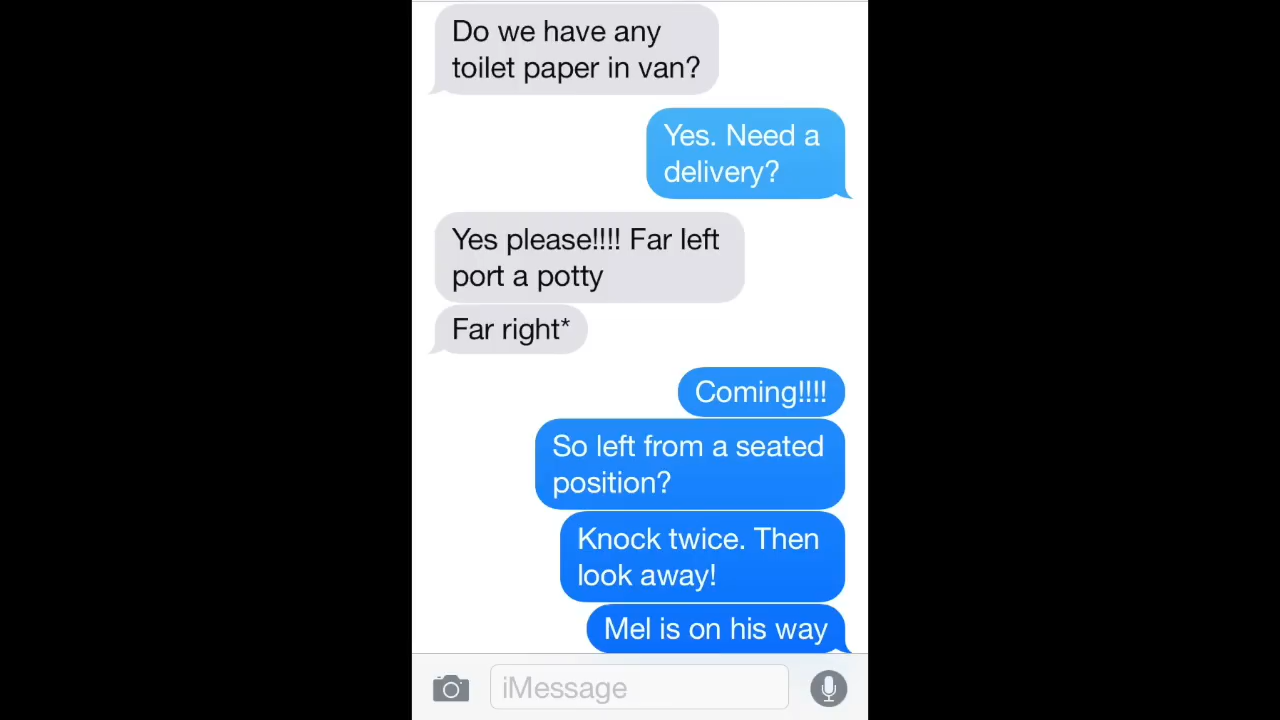 Do we have any
toilet paper in van?
Yes. Need a
delivery?
Yes please!!!! Far left
port a potty
Far right*
Coming!!!!
So left from a seated
position?
Knock twice. Then
look away!
Mel is on his way
iMessage